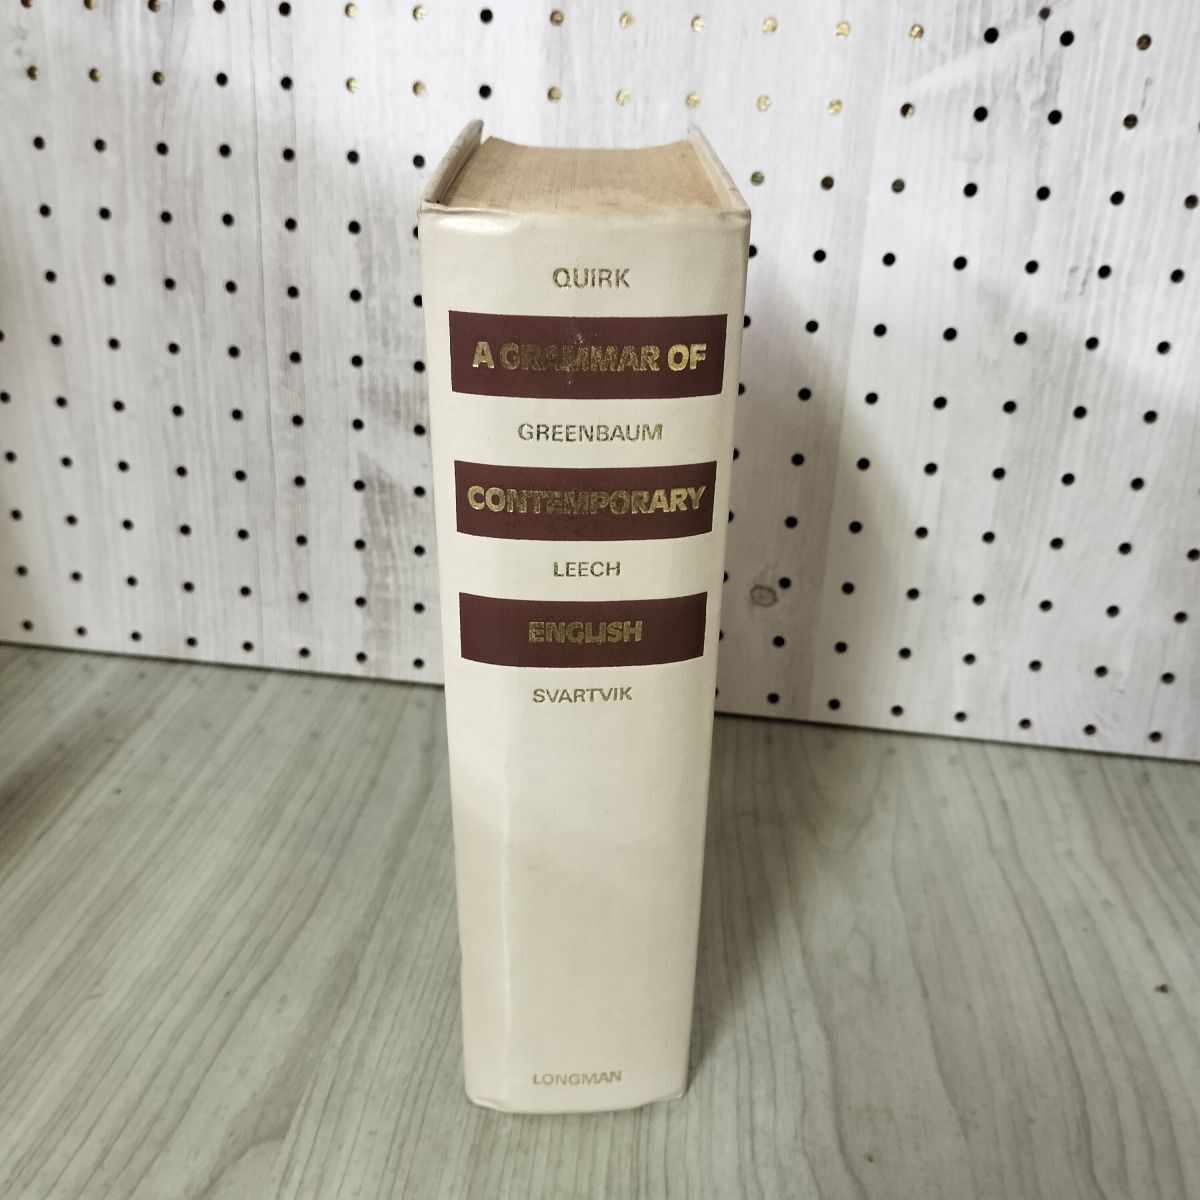 QUIRK
A GRAMMAR OF
GREENBAUM
CONTEMPORARY
LEECH
ENGLISH
SVARTVIK
LONGMAN